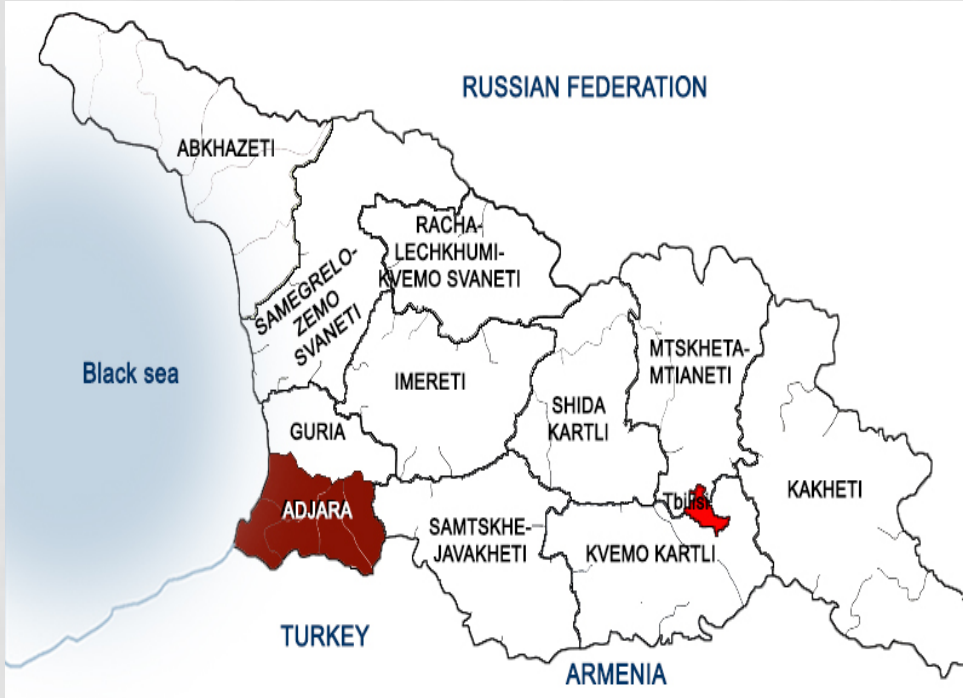 RUSSIAN FEDERATION
ABKHAZETI
RACHA-
LECHKHUMI-
KVEMO SVANETI
SAMEGRELO-
ZEMO
SVANETI
MTSKHETA-
MTIANETI
Black sea
IMERETI
SHIDA
KARTLI
GURIA
KAKHETI
Tbilisi
ADJARA
SAMTSKHE-
JAVAKHETI
KVEMO KARTLI
TURKEY
ARMENIA